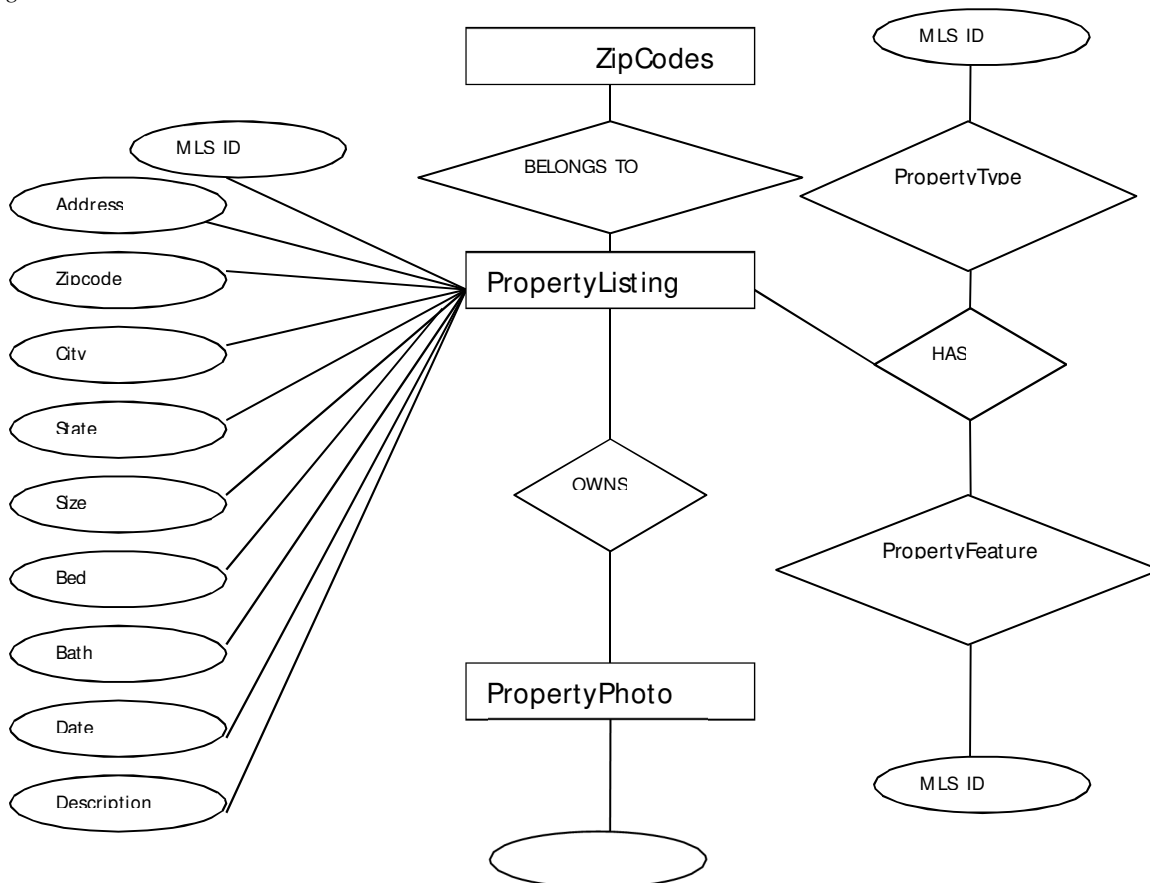 MLS ID
ZipCodes
MLS ID
BELONGS TO
PropertyType
Address
Zipcode
PropertyListing
City
HAS
State
Size
OWNS
Bed
PropertyFeature
Bath
PropertyPhoto
Date
MLS ID
Description